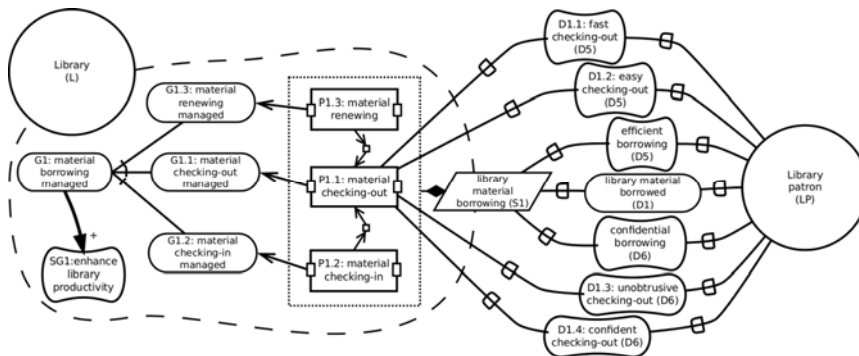 Library
(L)
G1.3: material
renewing
managed
G1: material
borrowing
managed
G1.1: material
checking-out
managed
G1.2: material
checking-in
managed
+
SG1:enhance
library
productivity
P1.3: material
renewing
P1.1: material
checking-out
P1.2: material
checking-in
library
material
borrowing (S1)
D1.1: fast
checking-out
(D5)
D1.2: easy
checking-out
(D5)
efficient
borrowing
(D5)
library material
borrowed
(D1)
confidential
borrowing
(D6)
D1.3: unobtrusive
checking-out (D6)
D1.4: confident
checking-out (D6)
Library
patron
(LP)